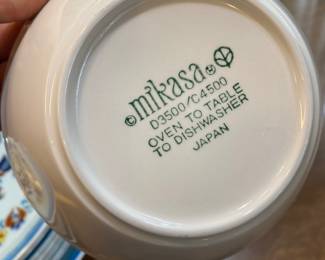 © mikasa ®
D3500/C4500
OVEN TO TABLE
TO DISHWASHER
JAPAN